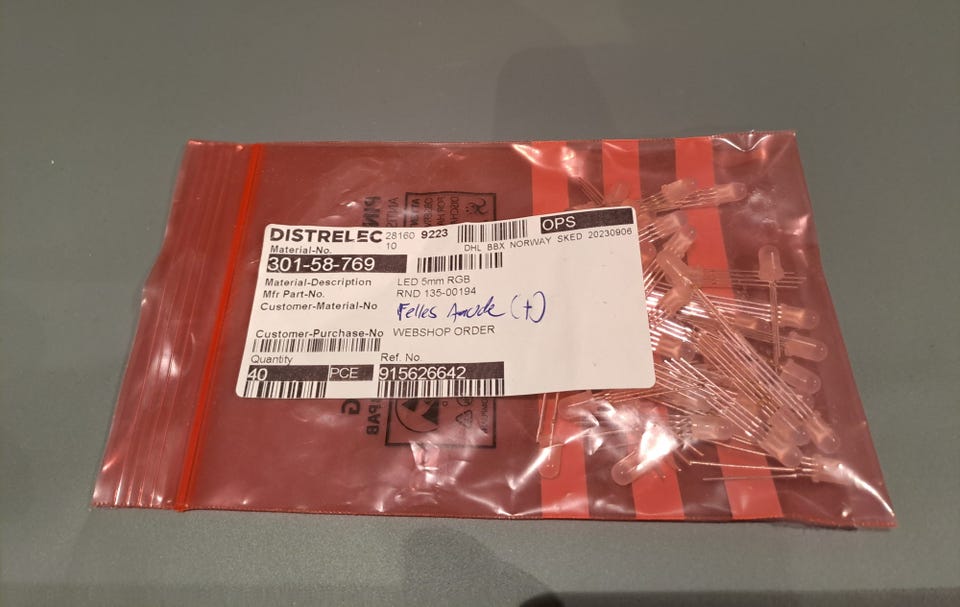 DISTRELEC 28160 9223 OPS
10 DHL BBX NORWAY SKED 20230906
Material-No.
301-58-769
Material-Description LED 5mm RGB
Mfr Part-No. RND 135-00194
Customer-Material-No Felles Anode (+)
Customer-Purchase-No WEBSHOP ORDER
Quantity Ref. No.
40 PCE 915626642